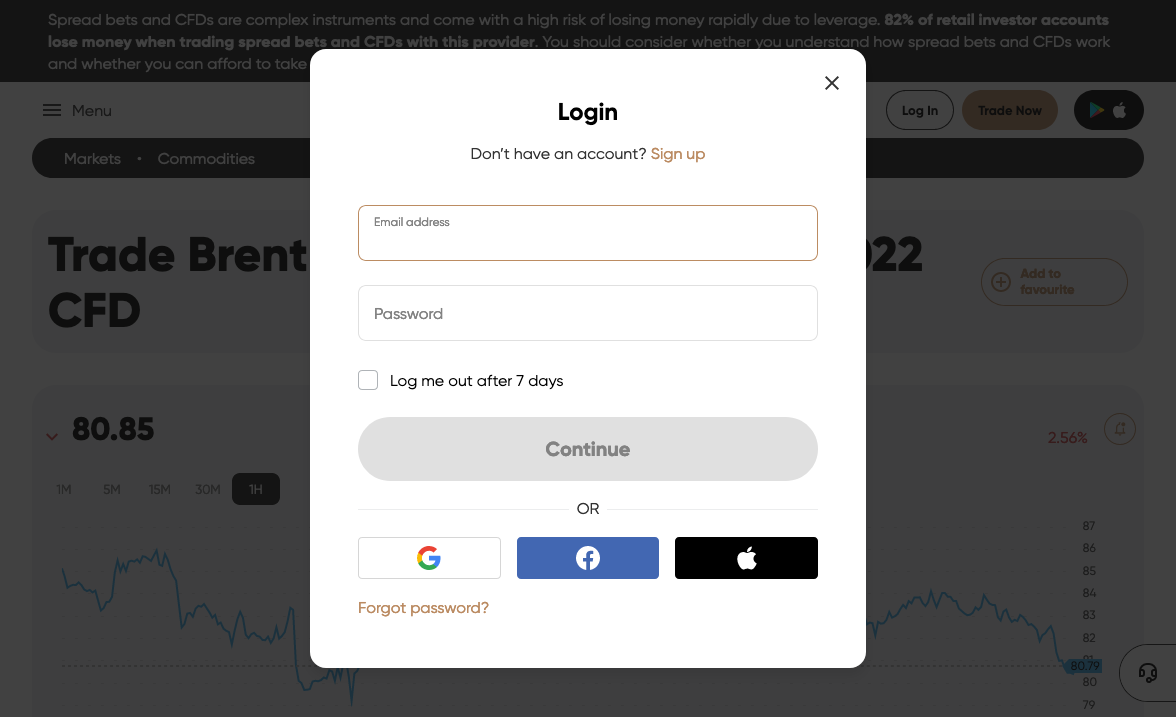 Spread bets and CFDs are complex instruments and come with a high risk of losing money rapidly due to leverage. 82% of retail investor accounts
lose money when trading spread bets and CFDs with this provider. You should consider whether you understand how spread bets and CFDs work
and whether you can afford to take
Menu
Log In
Trade Now
Markets • Commodities
Login
Don't have an account? Sign up
Email address
Password
Log me out after 7 days
Continue
OR
Forgot password?
Trade Brent 022
CFD
Add to
favourite
80.85
2.56%
1M 5M 15M 30M 1H
87
86
85
84
83
82
80.79
80
79